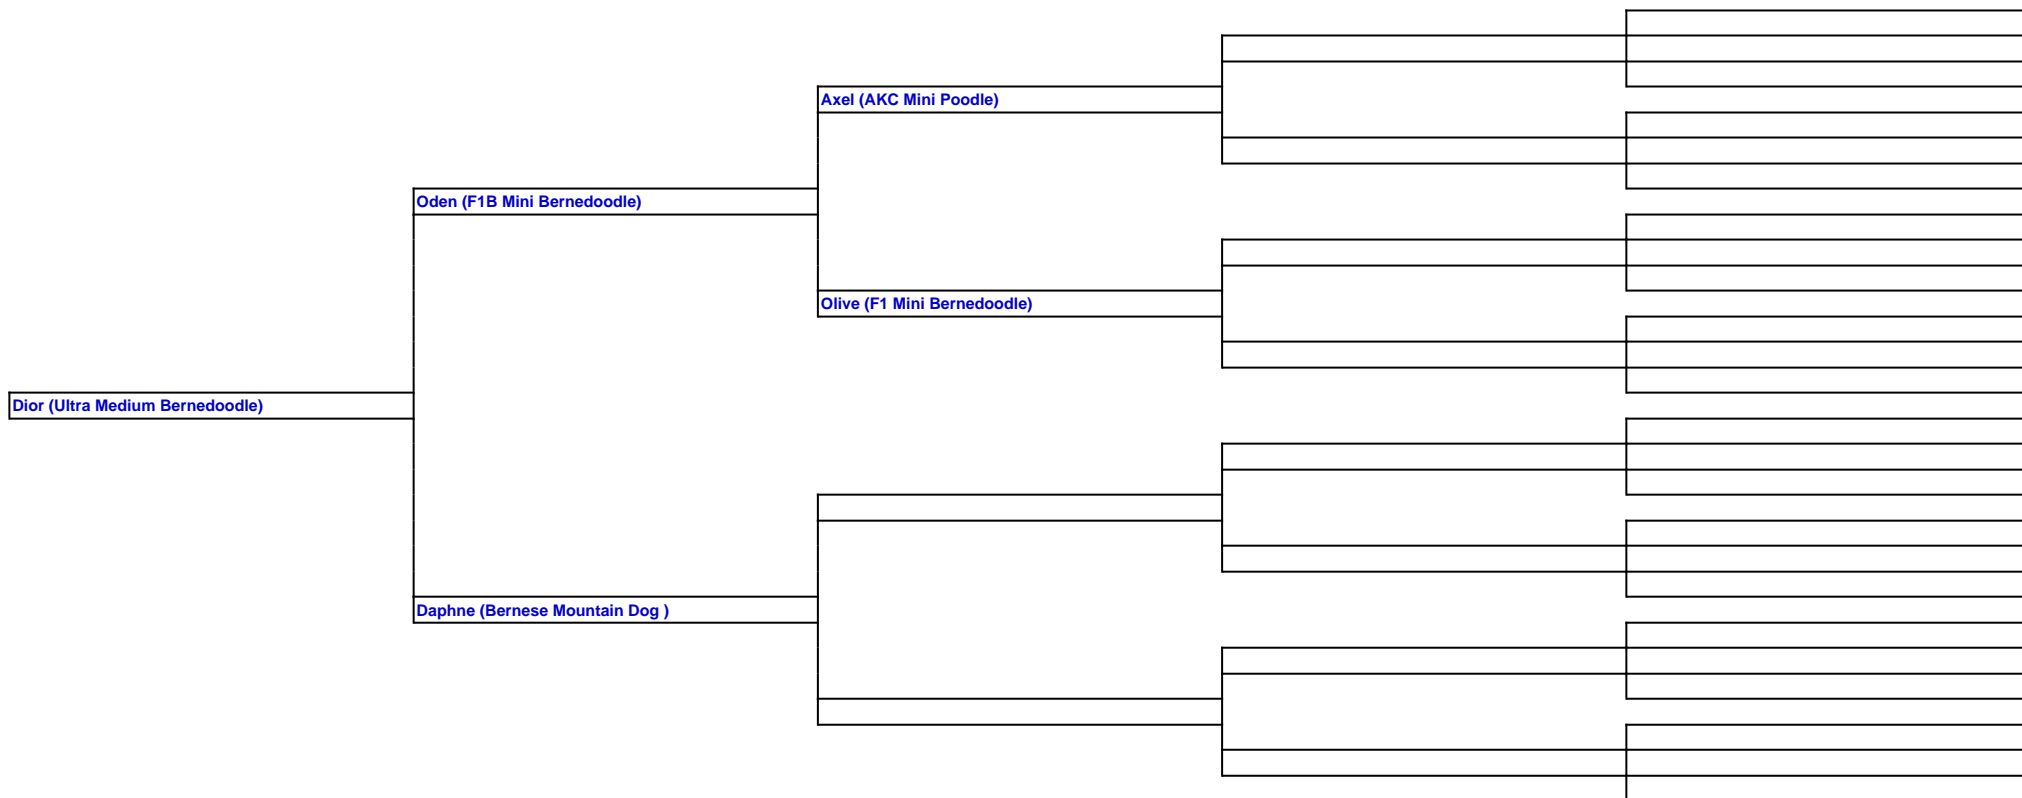 Axel (AKC Mini Poodle)
Oden (F1B Mini Bernedoodle)
Olive (F1 Mini Bernedoodle)
Dior (Ultra Medium Bernedoodle)
Daphne (Bernese Mountain Dog )